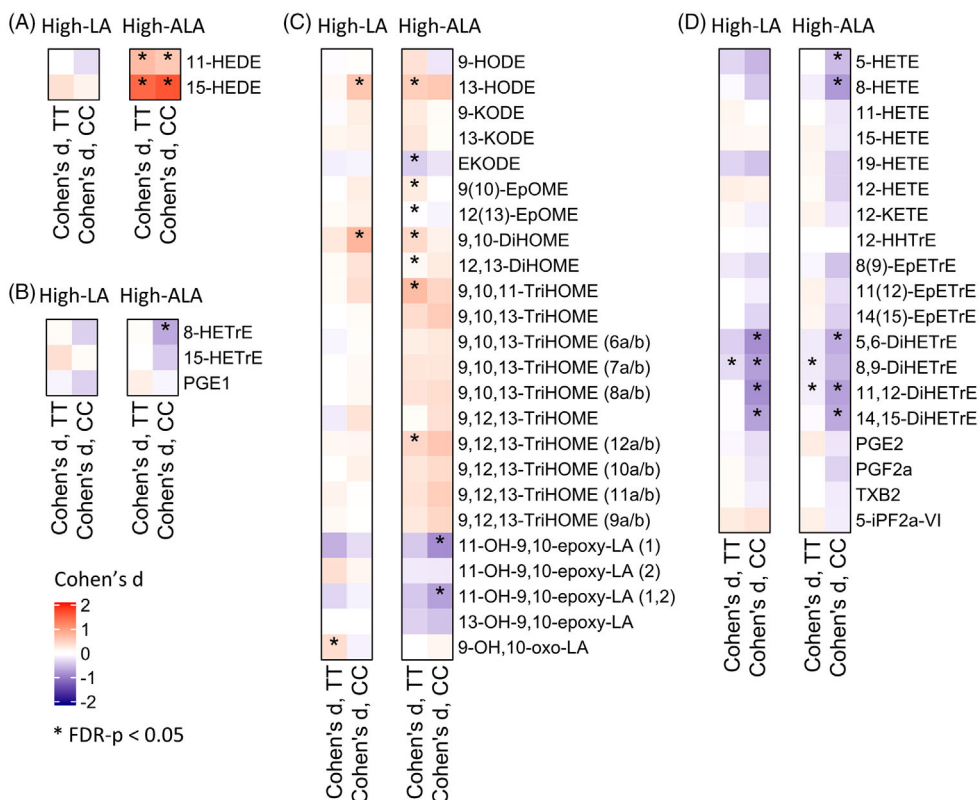 (A) High-LA High-ALA
* * 11-HEDE
* * 15-HEDE
Cohen's d, TT
Cohen's d, CC
Cohen's d, TT
Cohen's d, CC
(B) High-LA High-ALA
* 8-HETrE
15-HETrE
PGE1
Cohen's d, TT
Cohen's d, CC
Cohen's d, TT
Cohen's d, CC
Cohen's d
2
1
0
-1
-2
* FDR-p < 0.05
(C) High-LA High-ALA
9-HODE
* * 13-HODE
9-KODE
13-KODE
* EKODE
* 9(10)-EpOME
* 12(13)-EpOME
* * 9,10-DiHOME
* 12,13-DiHOME
* 9,10,11-TriHOME
9,10,13-TriHOME
9,10,13-TriHOME (6a/b)
9,10,13-TriHOME (7a/b)
9,10,13-TriHOME (8a/b)
9,12,13-TriHOME
* 9,12,13-TriHOME (12a/b)
9,12,13-TriHOME (10a/b)
9,12,13-TriHOME (11a/b)
9,12,13-TriHOME (9a/b)
* 11-OH-9,10-epoxy-LA (1)
11-OH-9,10-epoxy-LA (2)
* 11-OH-9,10-epoxy-LA (1,2)
13-OH-9,10-epoxy-LA
* 9-OH,10-oxo-LA
Cohen's d, TT
Cohen's d, CC
Cohen's d, TT
Cohen's d, CC
(D) High-LA High-ALA
* 5-HETE
* 8-HETE
11-HETE
15-HETE
19-HETE
12-HETE
12-KETE
12-HHTrE
8(9)-EpETrE
11(12)-EpETrE
14(15)-EpETrE
* * 5,6-DiHETrE
* * * 8,9-DiHETrE
* * * 11,12-DiHETrE
* * 14,15-DiHETrE
PGE2
PGF2a
TXB2
5-iPF2a-VI
Cohen's d, TT
Cohen's d, CC
Cohen's d, TT
Cohen's d, CC